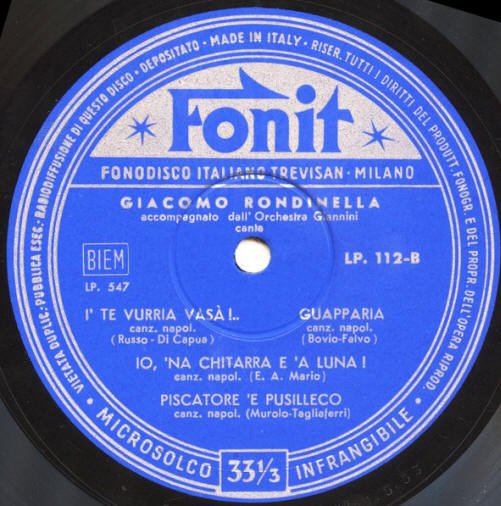 VIETATA DUPLIC.·PUBBLICA ESEC.·RADIODIFFUSIONE DI QUESTO DISCO · DEPOSITATO · MADE IN ITALY · RISER. TUTTI I DIRITTI DEL PRODUTT. FONOGR. E DEL PROPR. DELL'OPERA RIPROD.
Fonit
FONODISCO ITALIANO TREVISAN · MILANO
GIACOMO RONDINELLA
accompagnato dall'Orchestra Giannini
canta
BIEM
LP. 112-B
LP. 547
I' TE VURRIA VASÀ!.. GUAPPARIA
canz. napol. canz. napol.
(Russo - Di Capua) (Bovio-Falvo)
IO, 'NA CHITARRA E 'A LUNA!
canz. napol. (E. A. Mario)
PISCATORE 'E PUSILLECO
canz. napol. (Murolo-Tagliaferri)
· MICROSOLCO 33 1/3 INFRANGIBILE ·